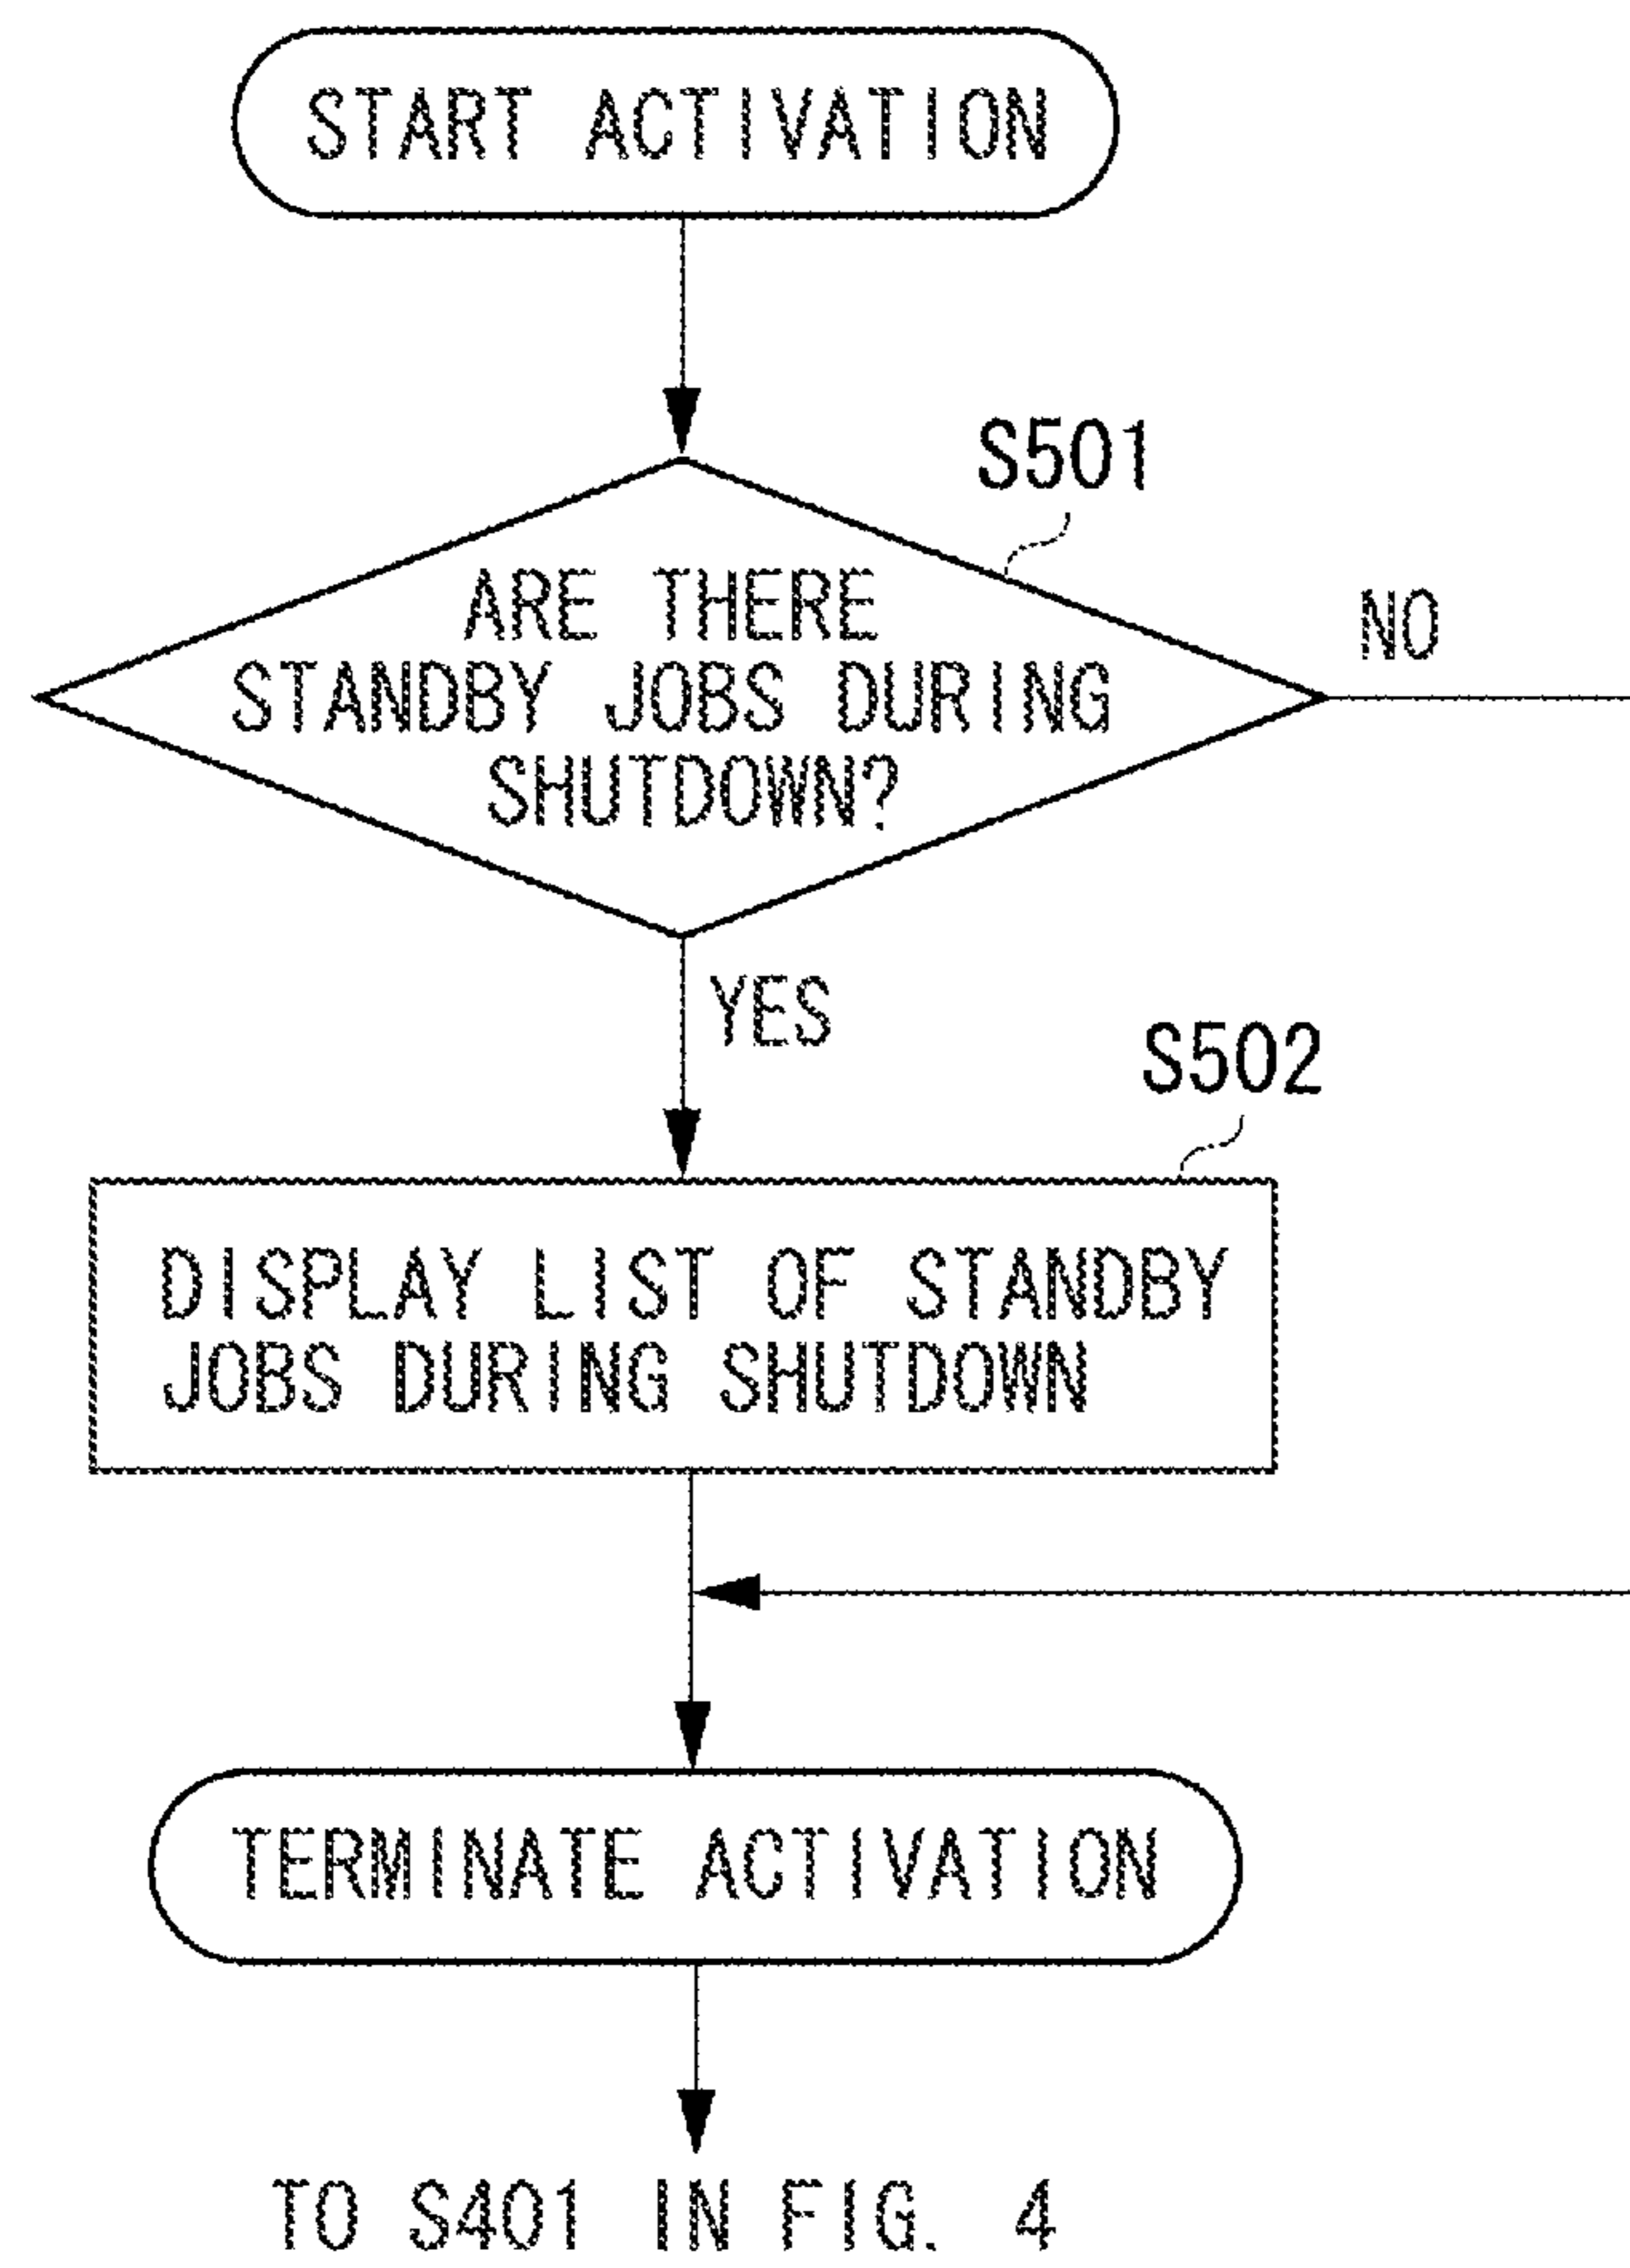 START ACTIVATION
S501
ARE THERE
STANDBY JOBS DURING
SHUTDOWN?
NO
YES
S502
DISPLAY LIST OF STANDBY
JOBS DURING SHUTDOWN
TERMINATE ACTIVATION
TO S401 IN FIG. 4